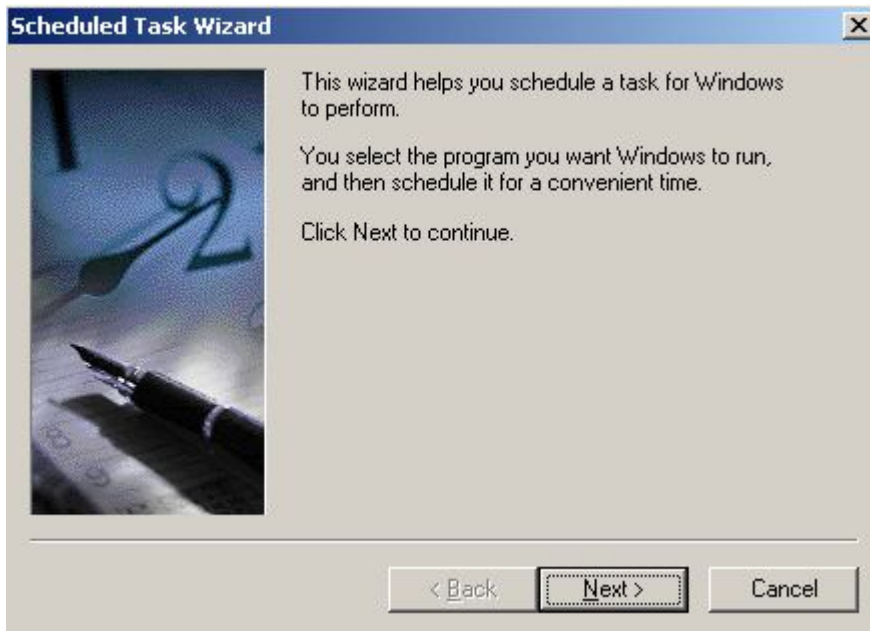 Scheduled Task Wizard
This wizard helps you schedule a task for Windows
to perform.
You select the program you want Windows to run,
and then schedule it for a convenient time.
Click Next to continue.
< Back
Next >
Cancel